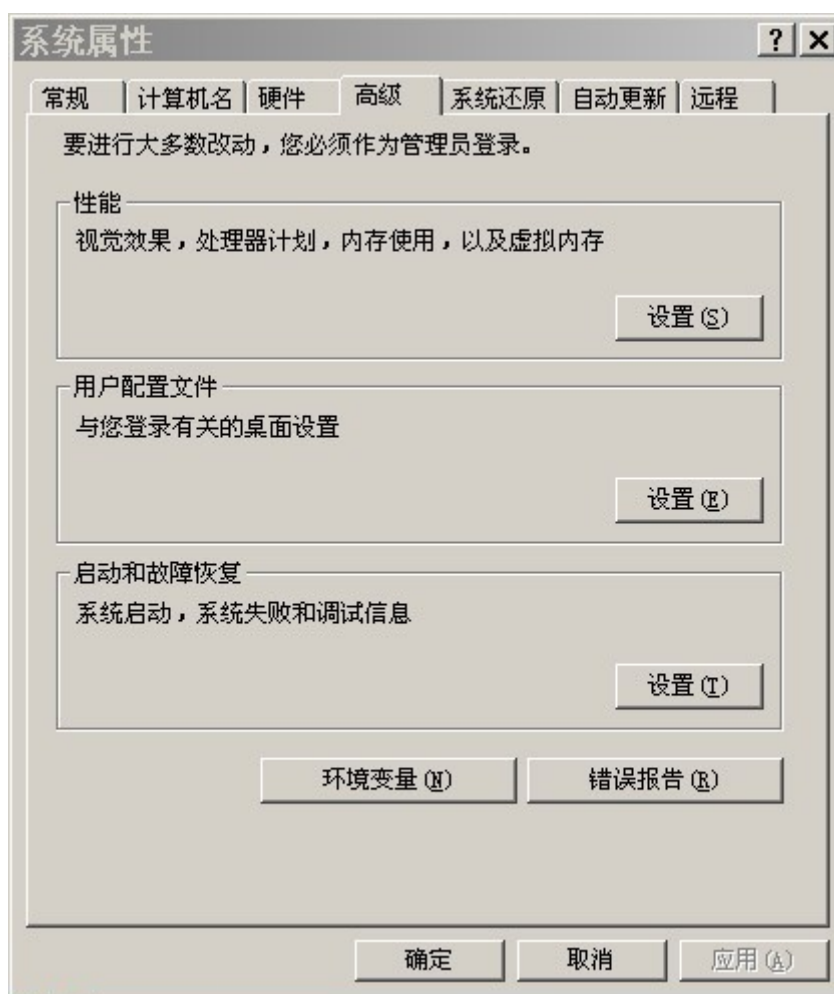 系统属性
常规 计算机名 硬件 高级 系统还原 自动更新 远程
要进行大多数改动，您必须作为管理员登录。
性能
视觉效果，处理器计划，内存使用，以及虚拟内存
设置(S)
用户配置文件
与您登录有关的桌面设置
设置(E)
启动和故障恢复
系统启动，系统失败和调试信息
设置(T)
环境变量(N) 错误报告(R)
确定 取消 应用(A)